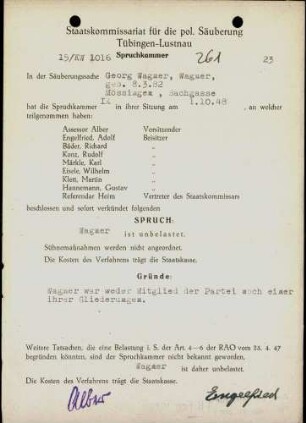 Staatskommissariat für die pol. Säuberung
Tübingen-Lustnau
15/KW 1016 Spruchkammer 261 23
In der Säuberungssache Georg Wagner, Wagner,
geb. 8.3.82
Mössingen, Bachgasse
hat die Spruchkammer I4 in ihrer Sitzung am 1.10.48 , an welcher
teilgenommen haben:
Assessor Alber Vorsitzender
Engelfried, Adolf Beisitzer
Bäder, Richard "
Kenz, Rudolf "
Märkle, Karl "
Eisele, Wilhelm "
Klett, Martin "
Hannemann, Gustav "
Referendar Heim Vertreter des Staatskommissars
beschlossen und sofort verkündet folgenden
SPRUCH:
Wagner
ist unbelastet.
Sühnemaßnahmen werden nicht angeordnet.
Die Kosten des Verfahrens trägt die Staatskasse.
Gründe:
Wagner war weder Mitglied der Partei noch einer
ihrer Gliederungen.
Weitere Tatsachen, die eine Belastung i. S. der Art. 4—6 der RAO vom 24. 4. 47
begründen könnten, sind der Spruchkammer nicht bekannt geworden.
Wagner ist daher unbelastet.
Die Kosten des Verfahrens trägt die Staatskasse.
Alber Engelfried